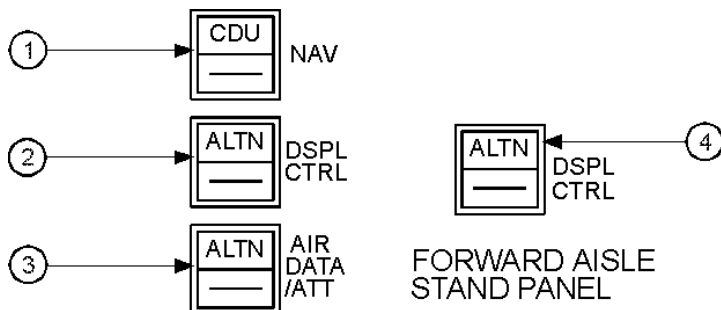 1
CDU
NAV
2
ALTN
DSPL
CTRL
3
ALTN
AIR
DATA
/ATT
4
ALTN
DSPL
CTRL
FORWARD AISLE
STAND PANEL